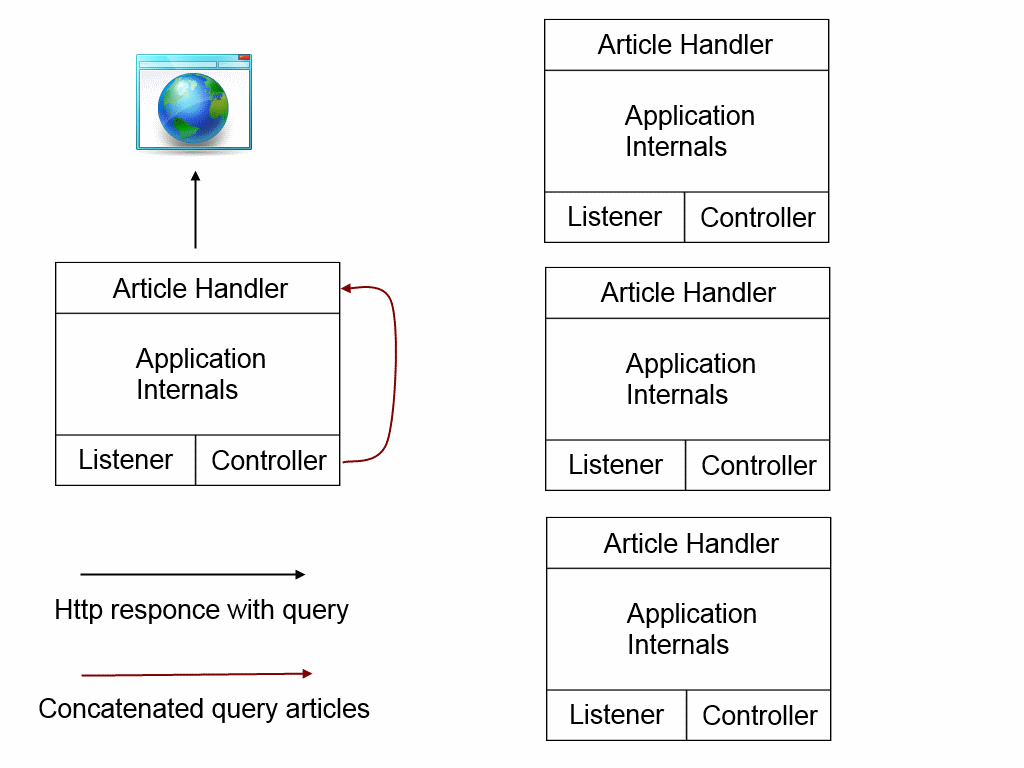 Article Handler
Application
Internals
Listener
Controller
Http responce with query
Concatenated query articles
Article Handler
Application
Internals
Listener
Controller
Article Handler
Application
Internals
Listener
Controller
Article Handler
Application
Internals
Listener
Controller